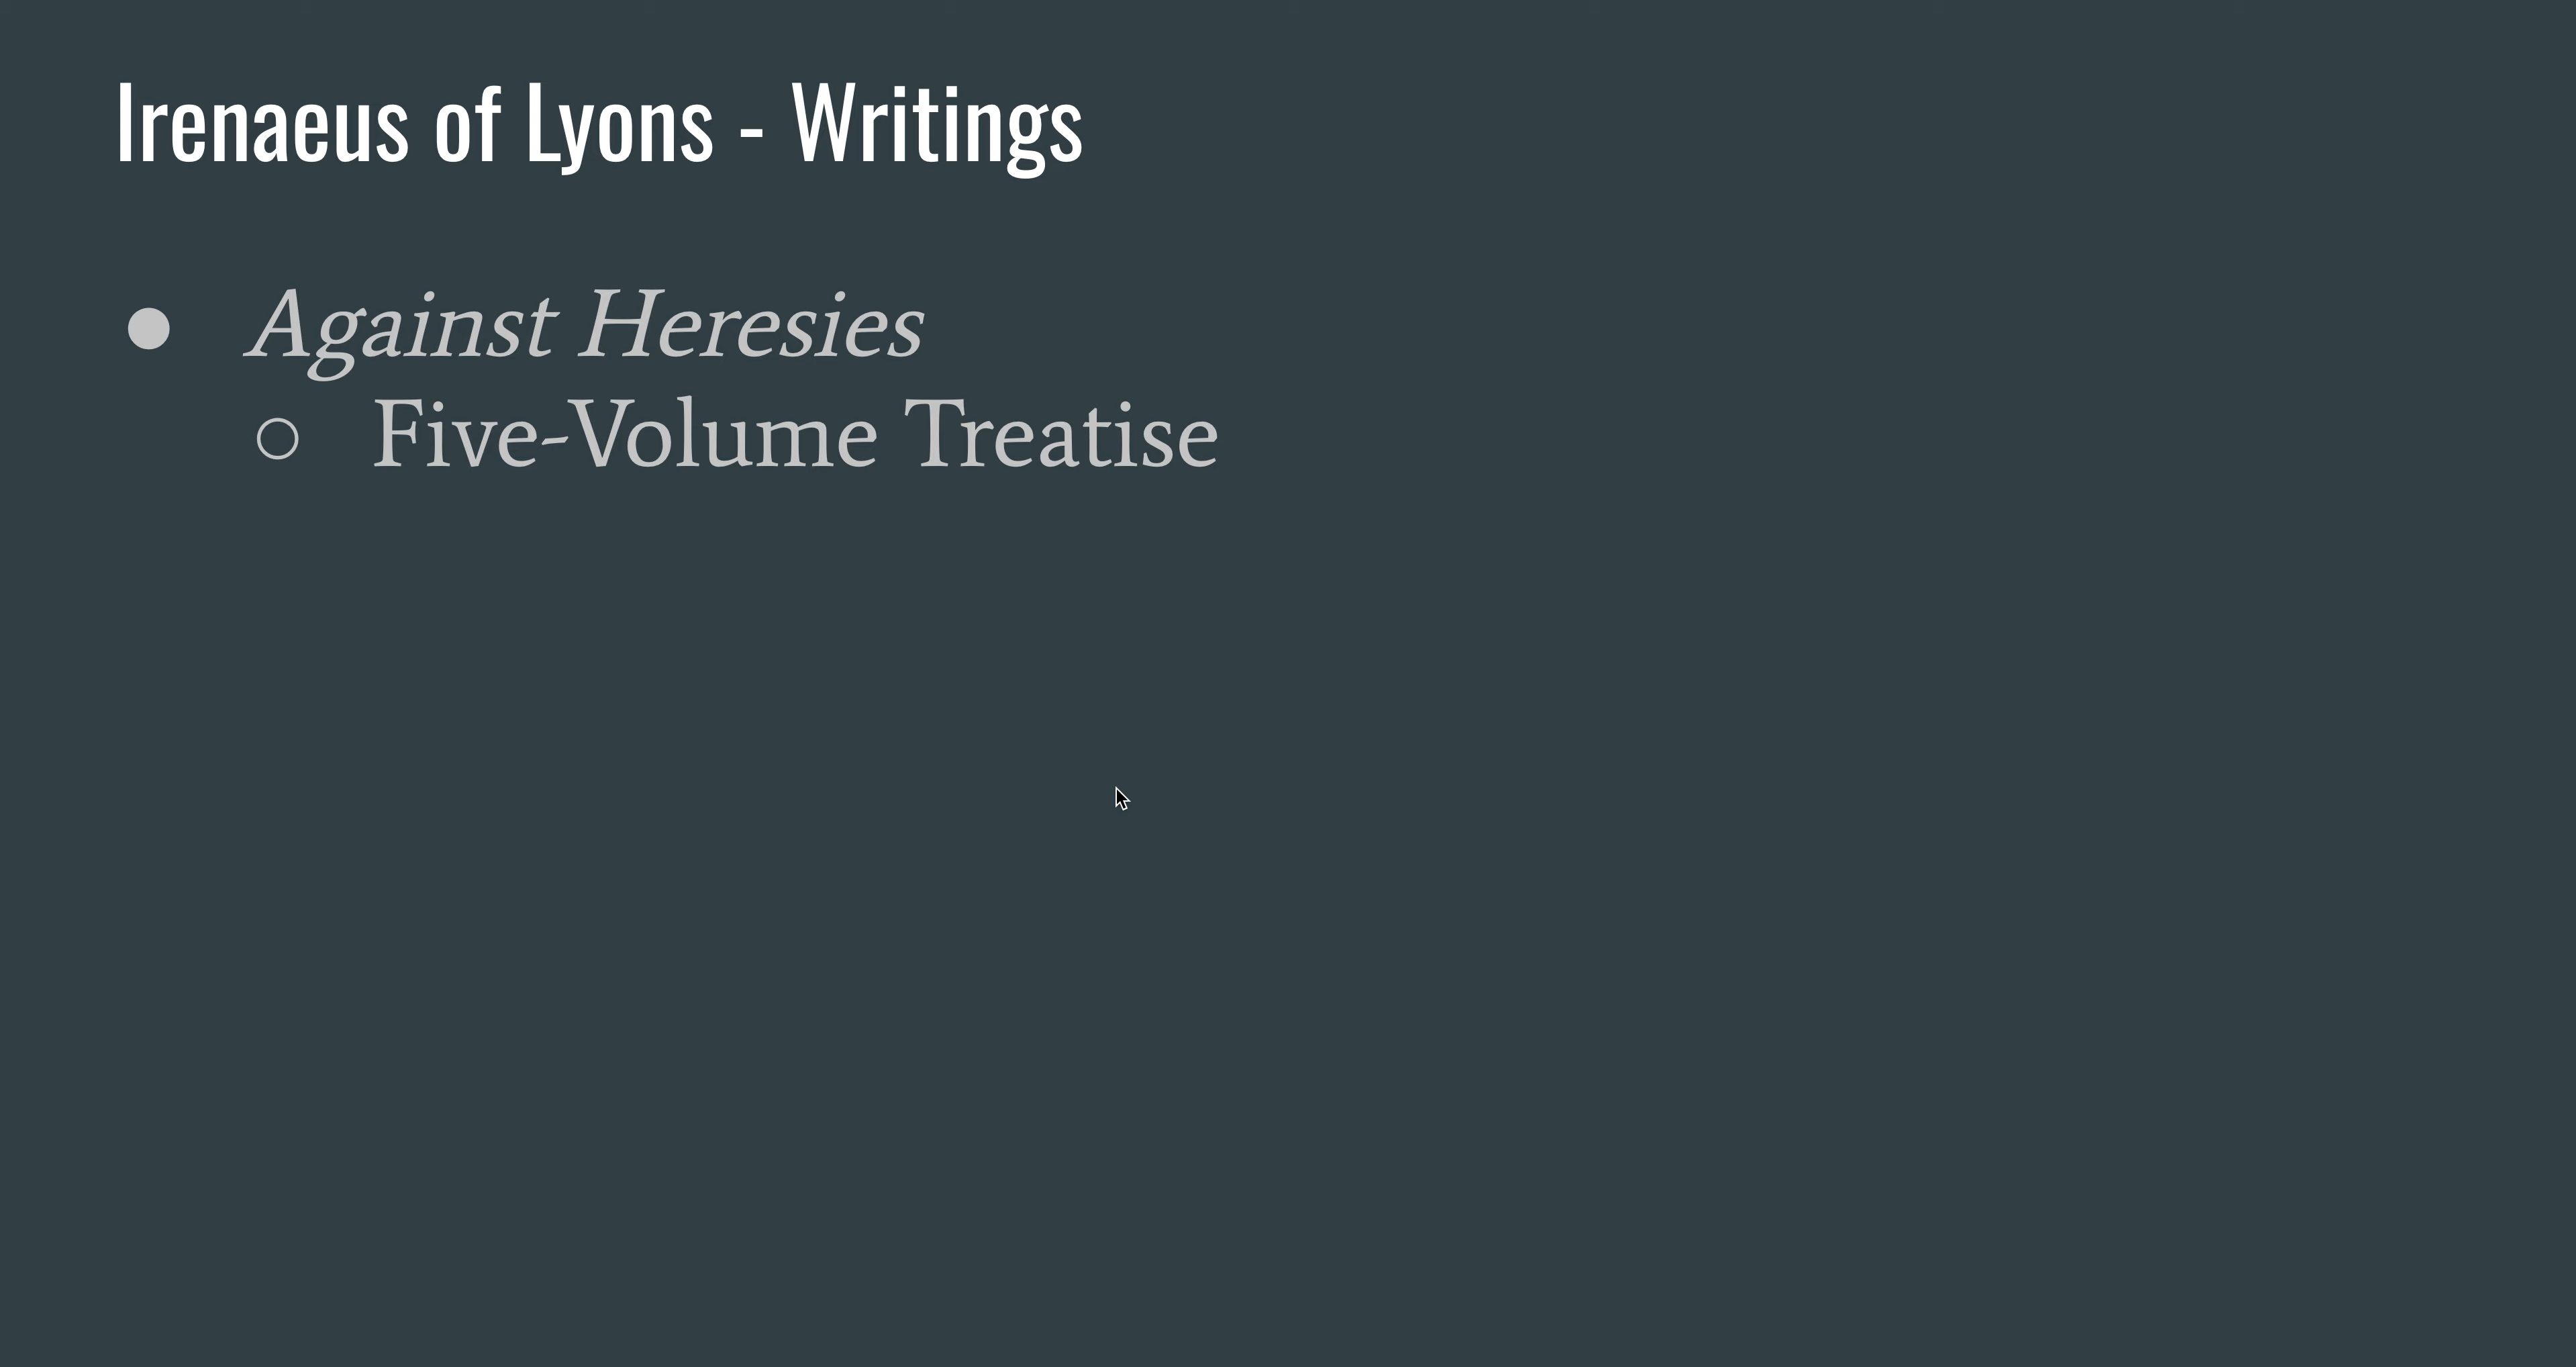 Irenaeus of Lyons - Writings
● Against Heresies
○ Five-Volume Treatise